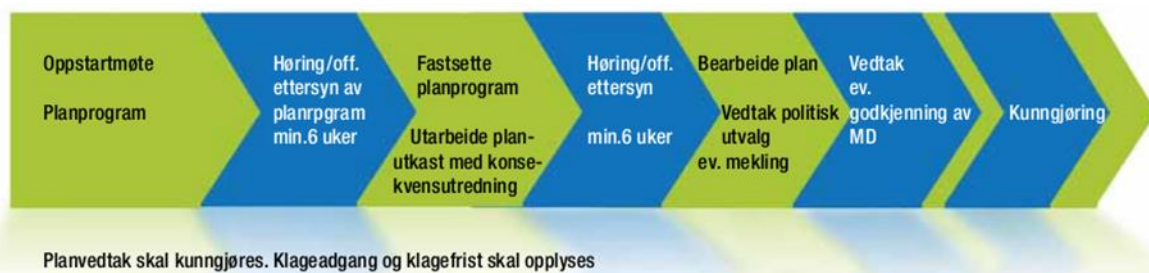 Oppstartmøte
Planprogram
Høring/off.
ettersyn av
planrpgram
min.6 uker
Fastsette
planprogram
Utarbeide plan-
utkast med konse-
kvensutredning
Høring/off.
ettersyn
min.6 uker
Bearbeide plan
Vedtak politisk
utvalg
ev. mekling
Vedtak
ev.
godkjenning av
MD
Kunngjøring
Planvedtak skal kunngjøres. Klageadgang og klagefrist skal opplyses